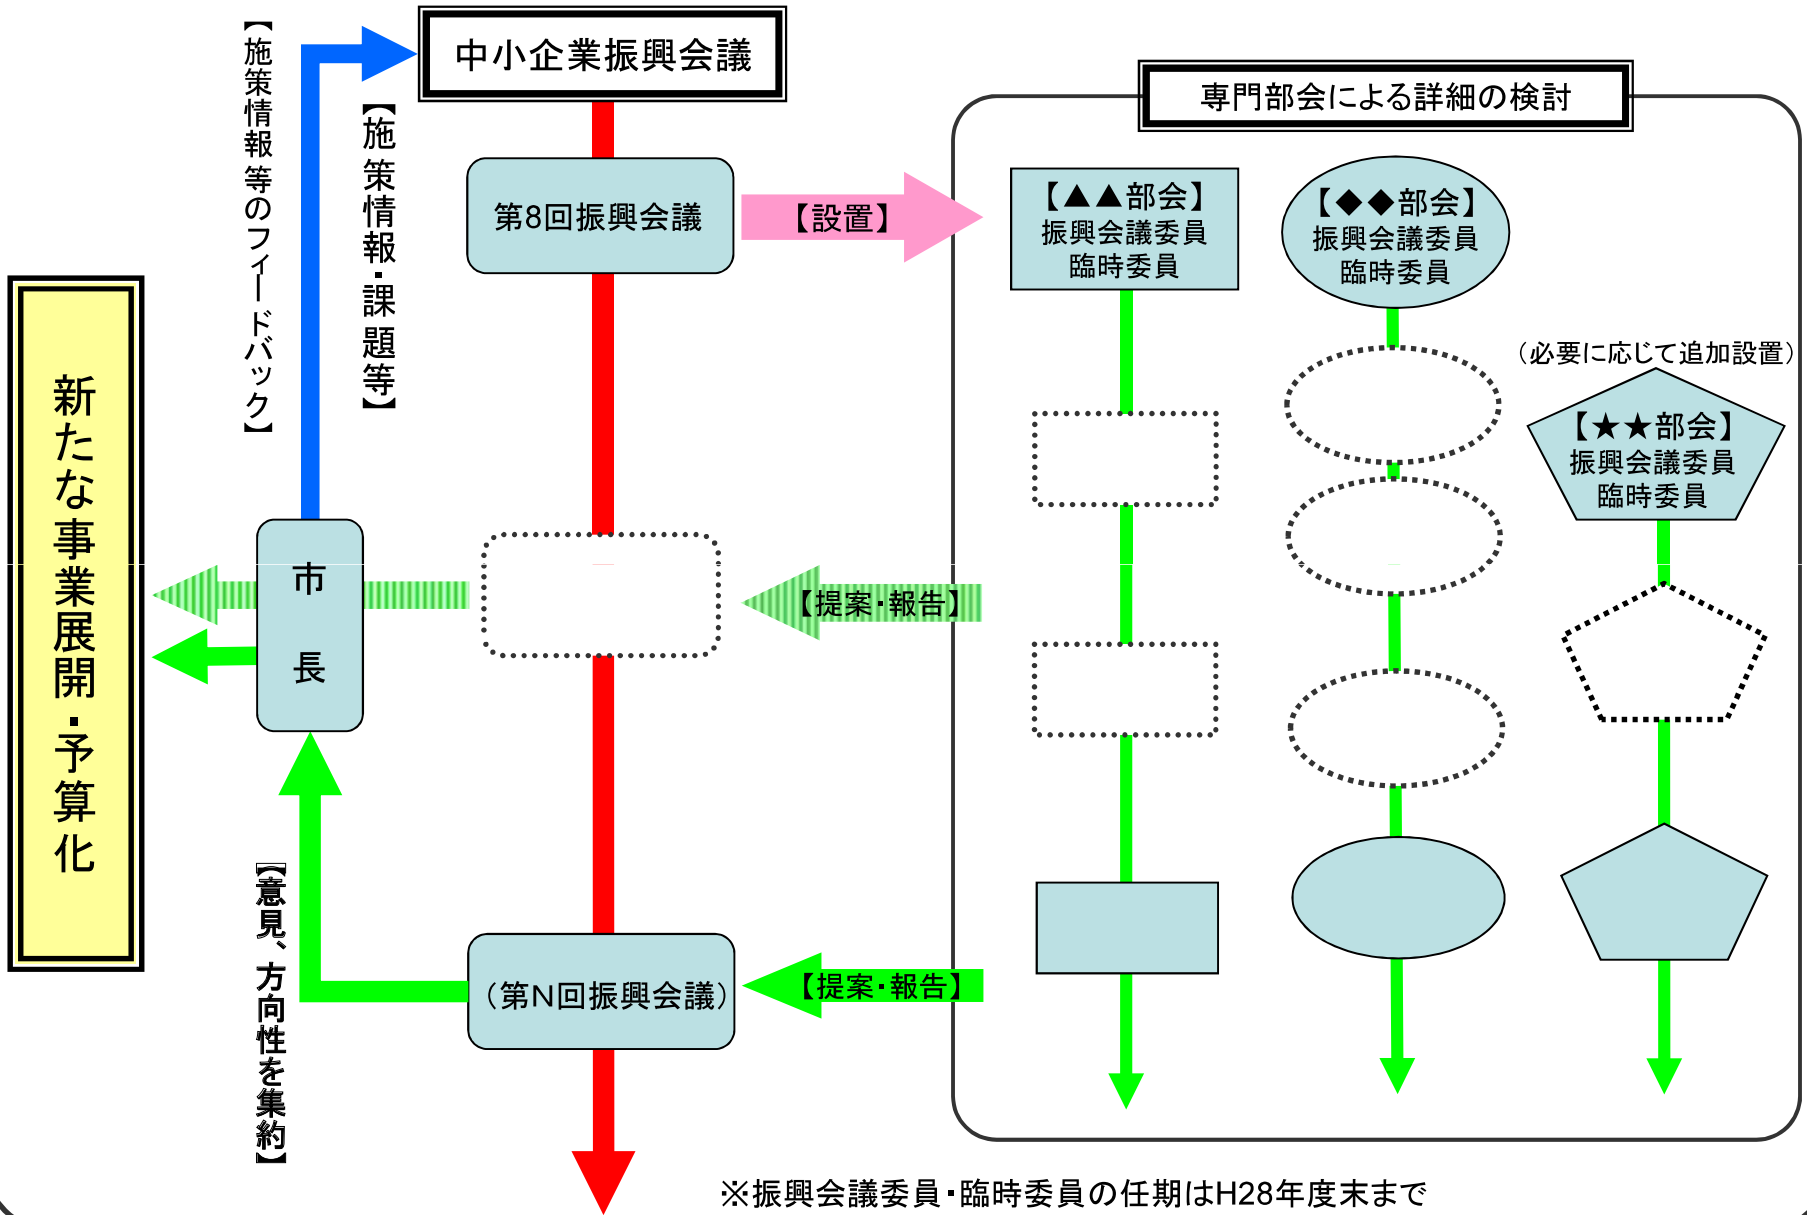 中小企業振興会議
【施策情報等のフィードバック】
【施策情報・課題等】
専門部会による詳細の検討
第8回振興会議
【設置】
【▲▲部会】
振興会議委員
臨時委員
【◆◆部会】
振興会議委員
臨時委員
（必要に応じて追加設置）
【★★部会】
振興会議委員
臨時委員
新たな事業展開・予算化
市長
【提案・報告】
【意見、方向性を集約】
（第N回振興会議）
【提案・報告】
※振興会議委員・臨時委員の任期はH28年度末まで